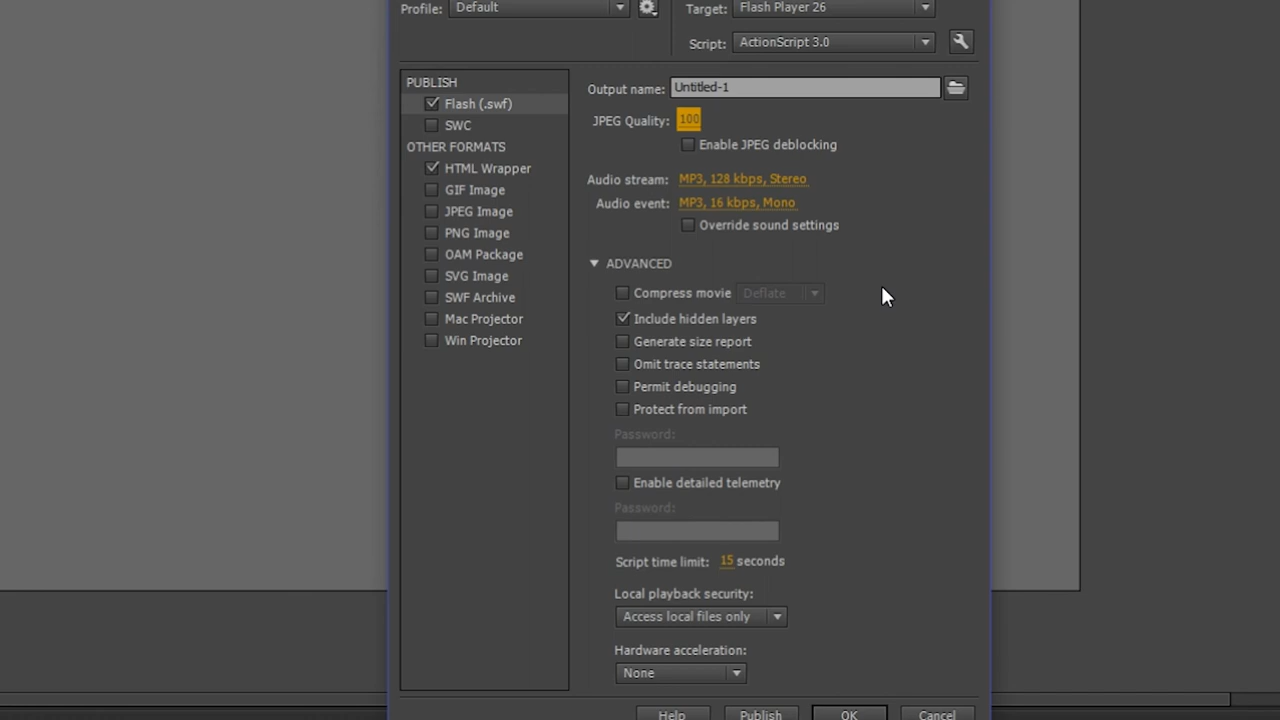 Profile: Default Target: Flash Player 26
Script: ActionScript 3.0
PUBLISH
Flash (.swf)
SWC
OTHER FORMATS
HTML Wrapper
GIF Image
JPEG Image
PNG Image
OAM Package
SVG Image
SWF Archive
Mac Projector
Win Projector
Output name: Untitled-1
JPEG Quality: 100
Enable JPEG deblocking
Audio stream: MP3, 128 kbps, Stereo
Audio event: MP3, 16 kbps, Mono
Override sound settings
ADVANCED
Compress movie Deflate
Include hidden layers
Generate size report
Omit trace statements
Permit debugging
Protect from import
Password:
Enable detailed telemetry
Password:
Script time limit: 15 seconds
Local playback security:
Access local files only
Hardware acceleration:
None
Help Publish OK Cancel